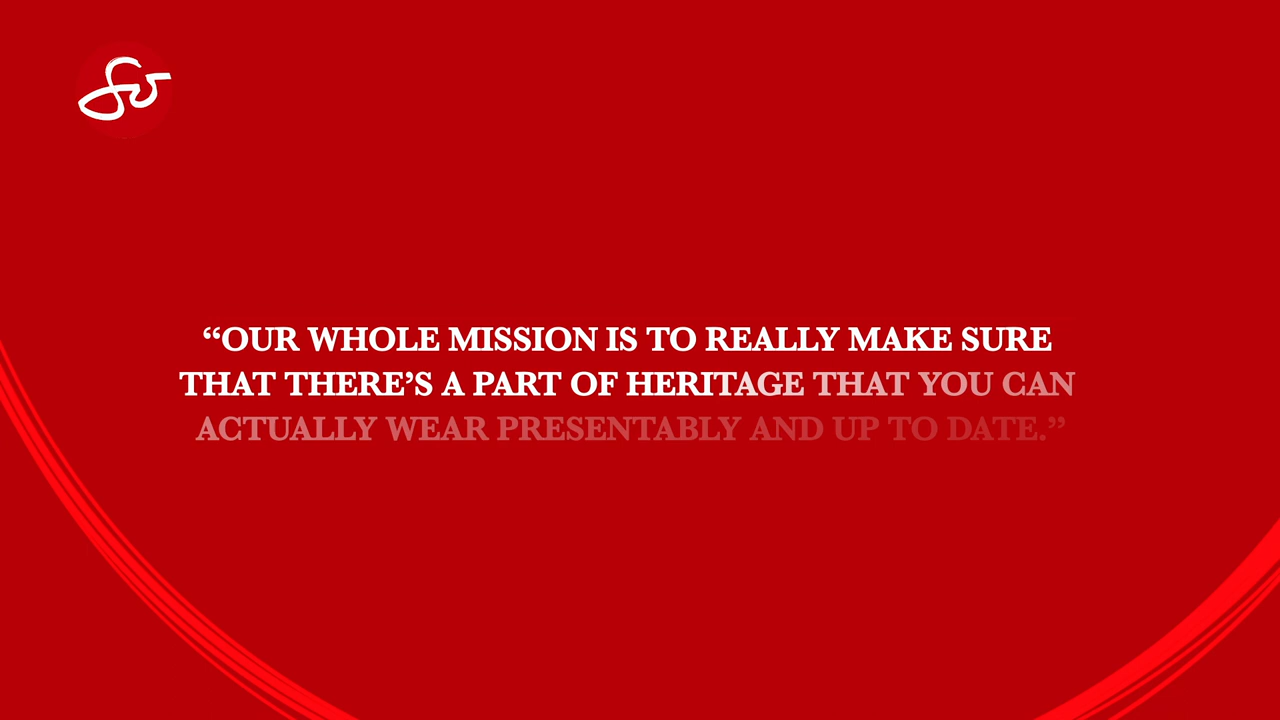 “OUR WHOLE MISSION IS TO REALLY MAKE SURE
THAT THERE’S A PART OF HERITAGE THAT YOU CAN
ACTUALLY WEAR PRESENTABLY AND UP TO DATE.”